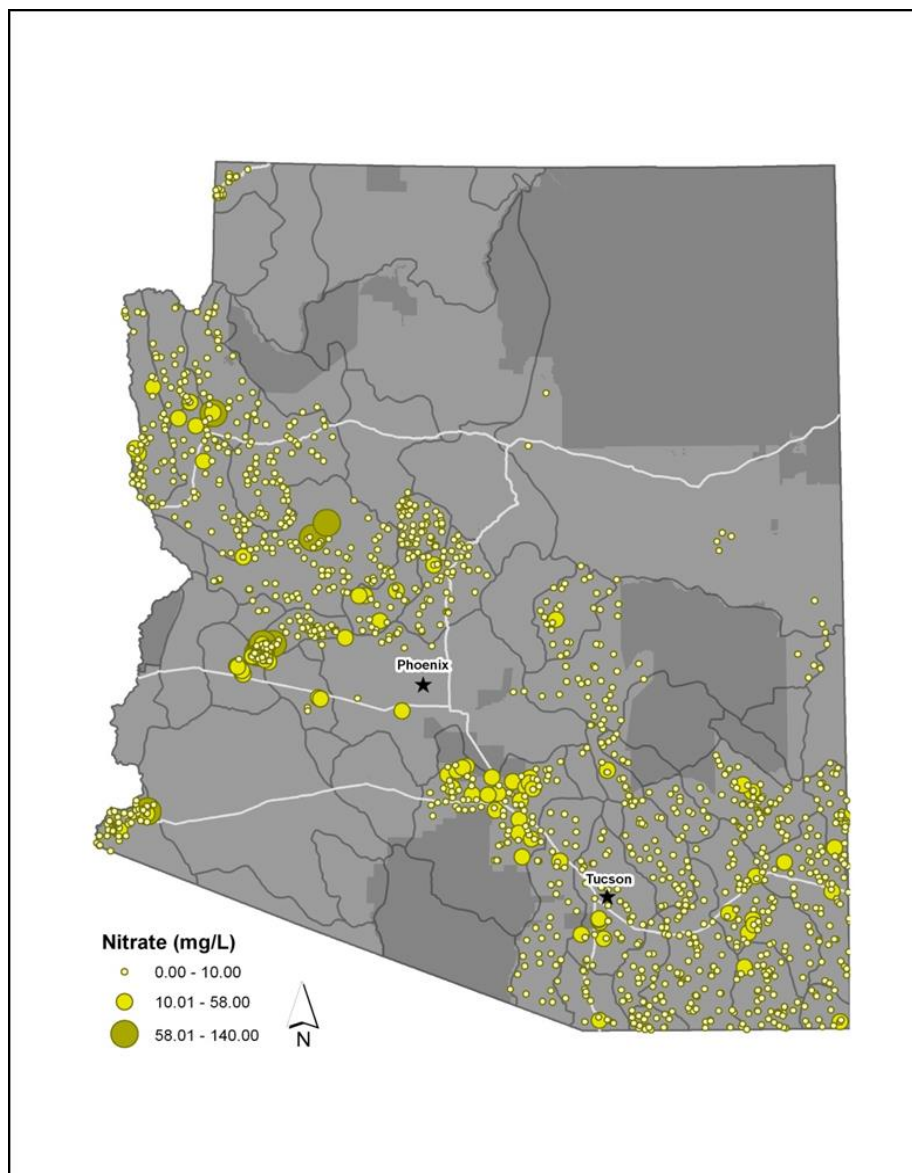 Phoenix
Tucson
Nitrate (mg/L)
0.00 - 10.00
10.01 - 58.00
58.01 - 140.00
N